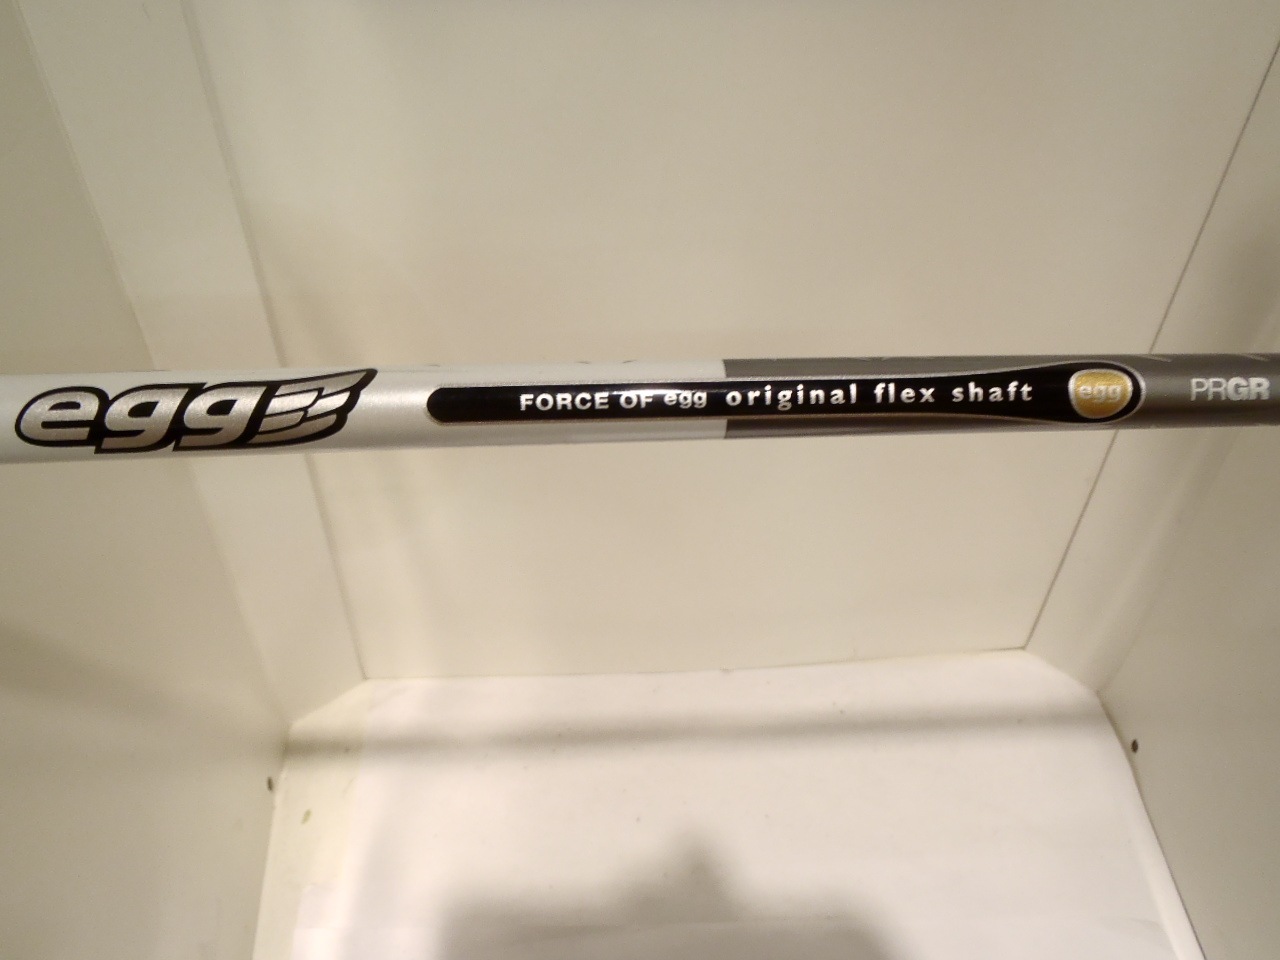 egg
FORCE OF egg original flex shaft
egg
PRGR